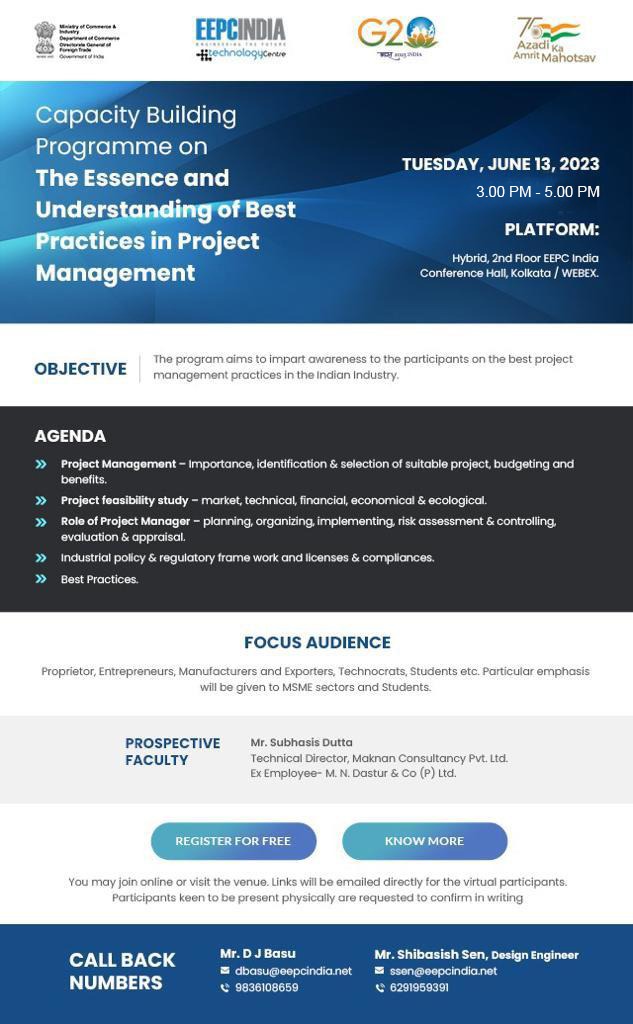 Ministry of Commerce &
Industry
Department of Commerce
Directorate General of
Foreign Trade
Government of India
EEPCINDIA
ENGINEERING THE FUTURE
technologyCentre
G20
भारत 2023 INDIA
75
Azadi Ka
Amrit Mahotsav
Capacity Building
Programme on
The Essence and
Understanding of Best
Practices in Project
Management
TUESDAY, JUNE 13, 2023
3.00 PM - 5.00 PM
PLATFORM:
Hybrid, 2nd Floor EEPC India
Conference Hall, Kolkata / WEBEX.
OBJECTIVE
The program aims to impart awareness to the participants on the best project
management practices in the Indian Industry.
AGENDA
Project Management – Importance, identification & selection of suitable project, budgeting and
benefits.
Project feasibility study – market, technical, financial, economical & ecological.
Role of Project Manager – planning, organizing, implementing, risk assessment & controlling,
evaluation & appraisal.
Industrial policy & regulatory frame work and licenses & compliances.
Best Practices.
FOCUS AUDIENCE
Proprietor, Entrepreneurs, Manufacturers and Exporters, Technocrats, Students etc. Particular emphasis
will be given to MSME sectors and Students.
PROSPECTIVE
FACULTY
Mr. Subhasis Dutta
Technical Director, Maknan Consultancy Pvt. Ltd.
Ex Employee- M. N. Dastur & Co (P) Ltd.
REGISTER FOR FREE
KNOW MORE
You may join online or visit the venue. Links will be emailed directly for the virtual participants.
Participants keen to be present physically are requested to confirm in writing
CALL BACK
NUMBERS
Mr. D J Basu
dbasu@eepcindia.net
9836108659
Mr. Shibasish Sen, Design Engineer
ssen@eepcindia.net
6291959391